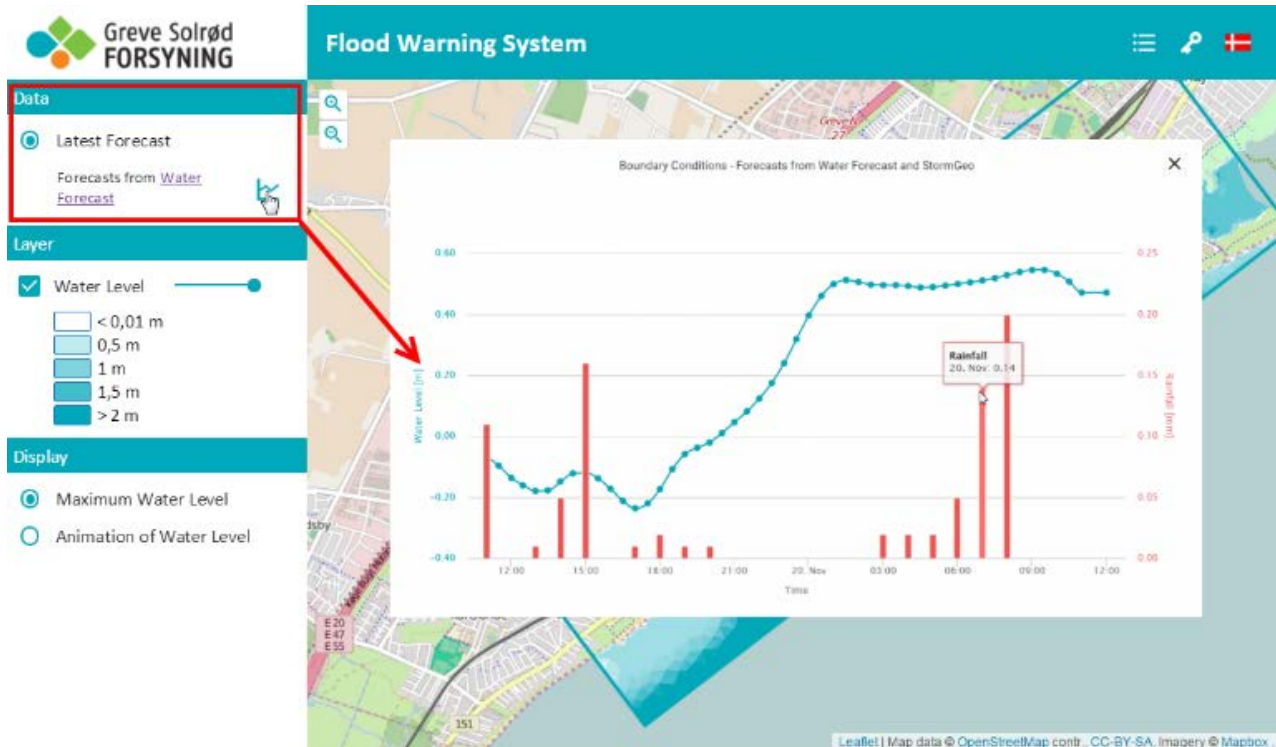 Greve Solrød
FORSYNING
Flood Warning System
Data
Latest Forecast
Forecasts from Water
Forecast
Layer
Water Level
< 0,01 m
0,5 m
1 m
1,5 m
> 2 m
Display
Maximum Water Level
Animation of Water Level
Greve
27
Boundary Conditions - Forecasts from Water Forecast and StormGeo
0.60
0.40
0.20
0.00
-0.20
-0.40
Water Level [m]
0.25
0.20
0.15
0.10
0.05
0.00
Rainfall [mm]
Rainfall
20. Nov: 0.14
12:00
15:00
18:00
21:00
20. Nov
03:00
06:00
09:00
12:00
Time
E 20
E 47
E 55
151
Leaflet | Map data © OpenStreetMap contr., CC-BY-SA, Imagery © Mapbox